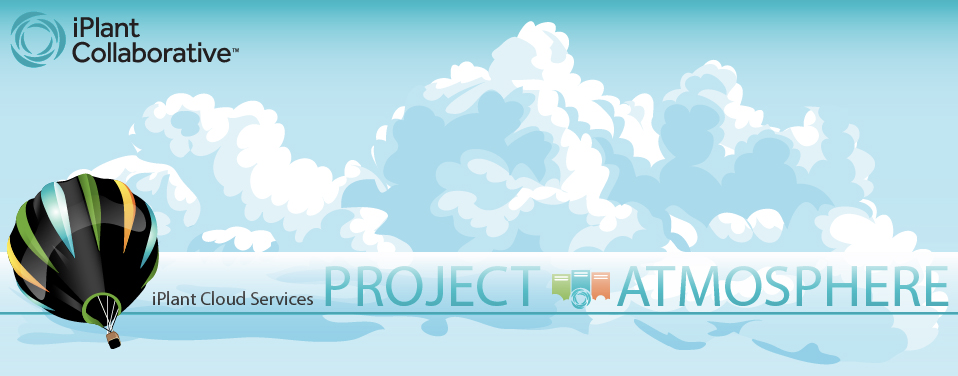 iPlant
Collaborative™
iPlant Cloud Services PROJECT ATMOSPHERE